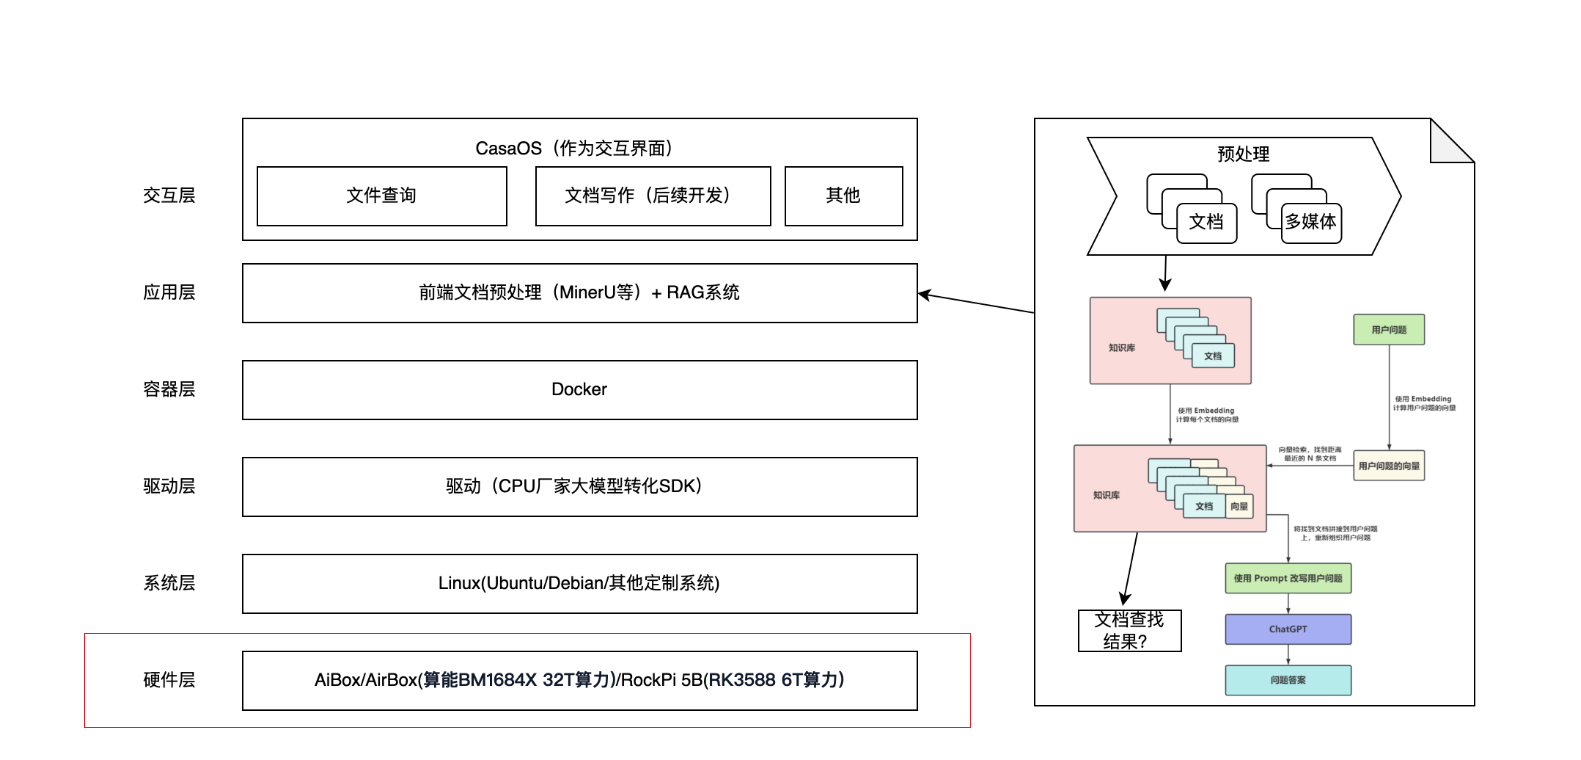 CasaOS（作为交互界面）
交互层
文件查询
文档写作（后续开发）
其他
应用层
前端文档预处理（MinerU等）+ RAG系统
容器层
Docker
驱动层
驱动（CPU厂家大模型转化SDK）
系统层
Linux(Ubuntu/Debian/其他定制系统)
硬件层
AiBox/AirBox(算能BM1684X 32T算力)/RockPi 5B(RK3588 6T算力)
预处理
文档
多媒体
知识库
文档
用户问题
使用 Embedding
计算每个文档的向量
使用 Embedding
计算用户问题的向量
向量检索，找到距离
最近的 N 条文档
用户问题的向量
知识库
文档
向量
将找到文档拼接到用户问题
上，重新组织用户问题
使用 Prompt 改写用户问题
文档查找
结果?
ChatGPT
问题答案